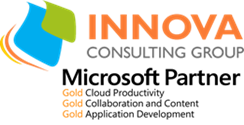 INNOVA
CONSULTING GROUP
Microsoft Partner
Gold Cloud Productivity
Gold Collaboration and Content
Gold Application Development